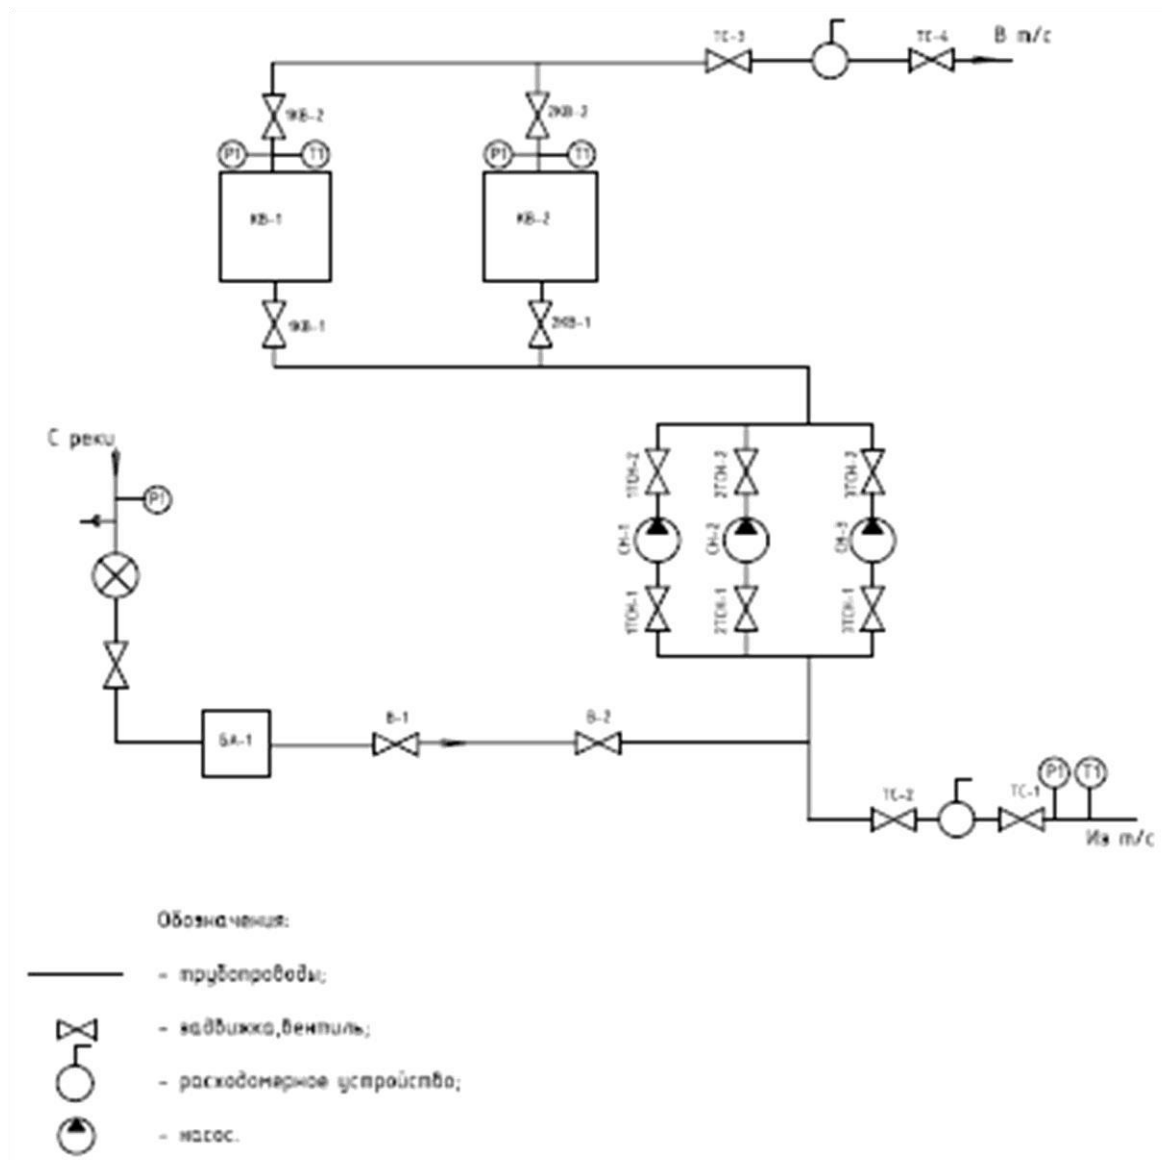 ТС-3
ТС-4
В т/с
1КВ-2
2КВ-2
Р1
Т1
Р1
Т1
КВ-1
КВ-2
1КВ-1
2КВ-1
С реки
Р1
1ТСН-2
2ТСН-2
3ТСН-2
СН-1
СН-2
СН-3
1ТСН-1
2ТСН-1
3ТСН-1
БА-1
В-1
В-2
ТС-2
ТС-1
Р1
Т1
Из т/с
Обозначения:
- трубопроводы;
- задвижка,вентиль;
- расходомерное устройство;
- насос.